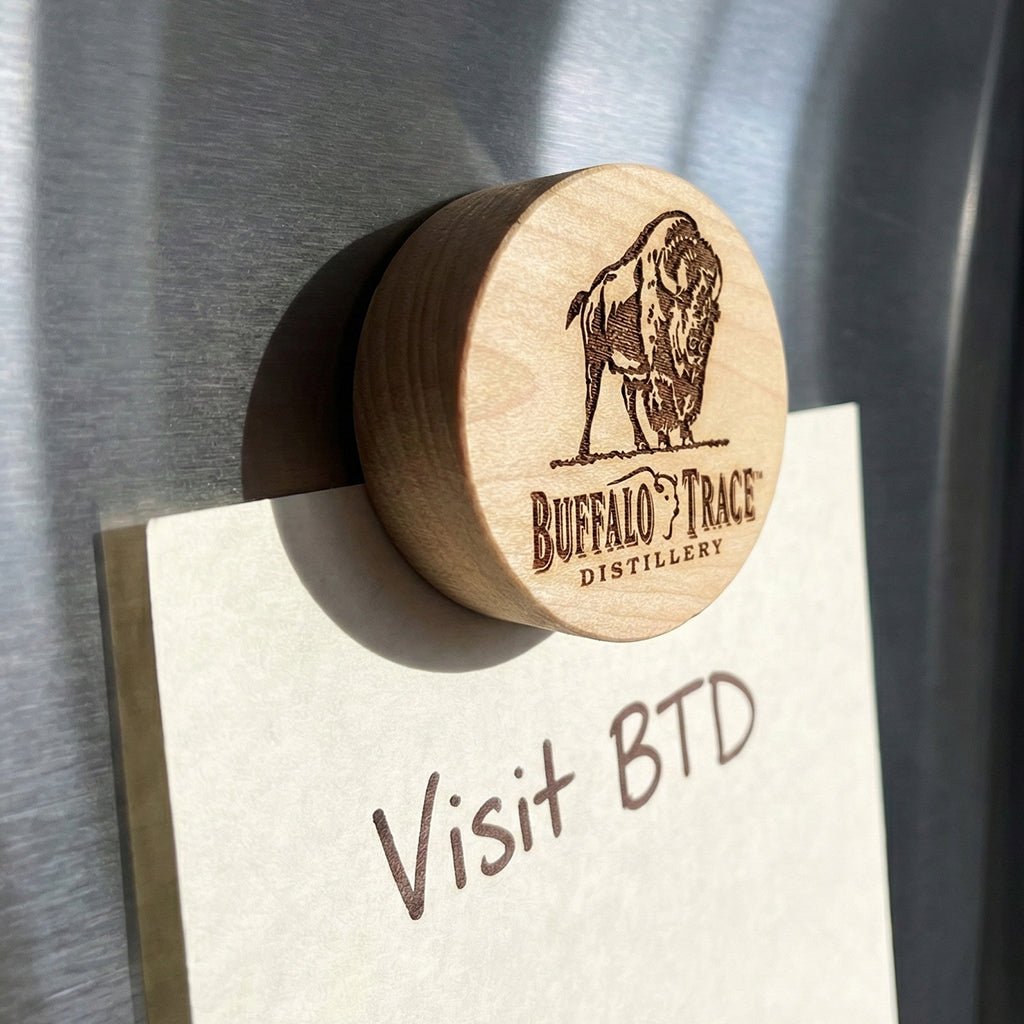 BUFFALO TRACE™
DISTILLERY
Visit BTD